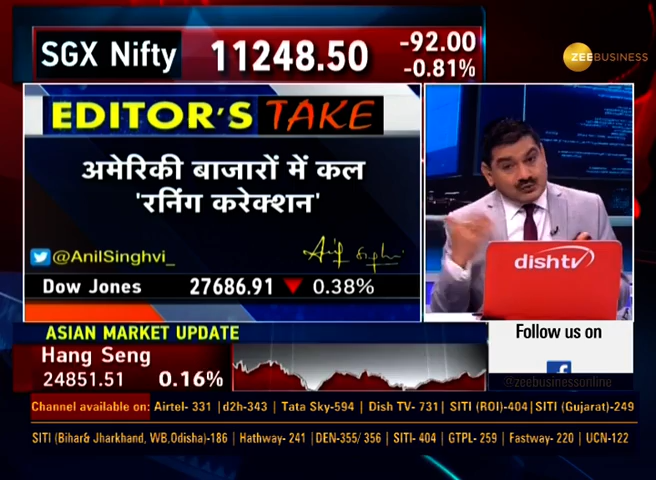 SGX Nifty 11248.50 -92.00
-0.81%
ZEEBUSINESS
EDITOR'S TAKE
अमेरिकी बाजारों में कल
'रनिंग करेक्शन'
@AnilSinghvi_
Anil Singhvi
Dow Jones 27686.91 ▼ 0.38%
dishtv
ASIAN MARKET UPDATE
Hang Seng
24851.51 0.16%
Follow us on
f
@zeebusinessonline
Channel available on: Airtel- 331 |d2h-343 | Tata Sky-594 | Dish TV- 731| SITI (ROI)-404|SITI (Gujarat)-249
SITI (Bihar& Jharkhand, WB,Odisha)-186 | Hathway- 241 |DEN-355/ 356 | SITI- 404 | GTPL- 259 | Fastway- 220 | UCN-122